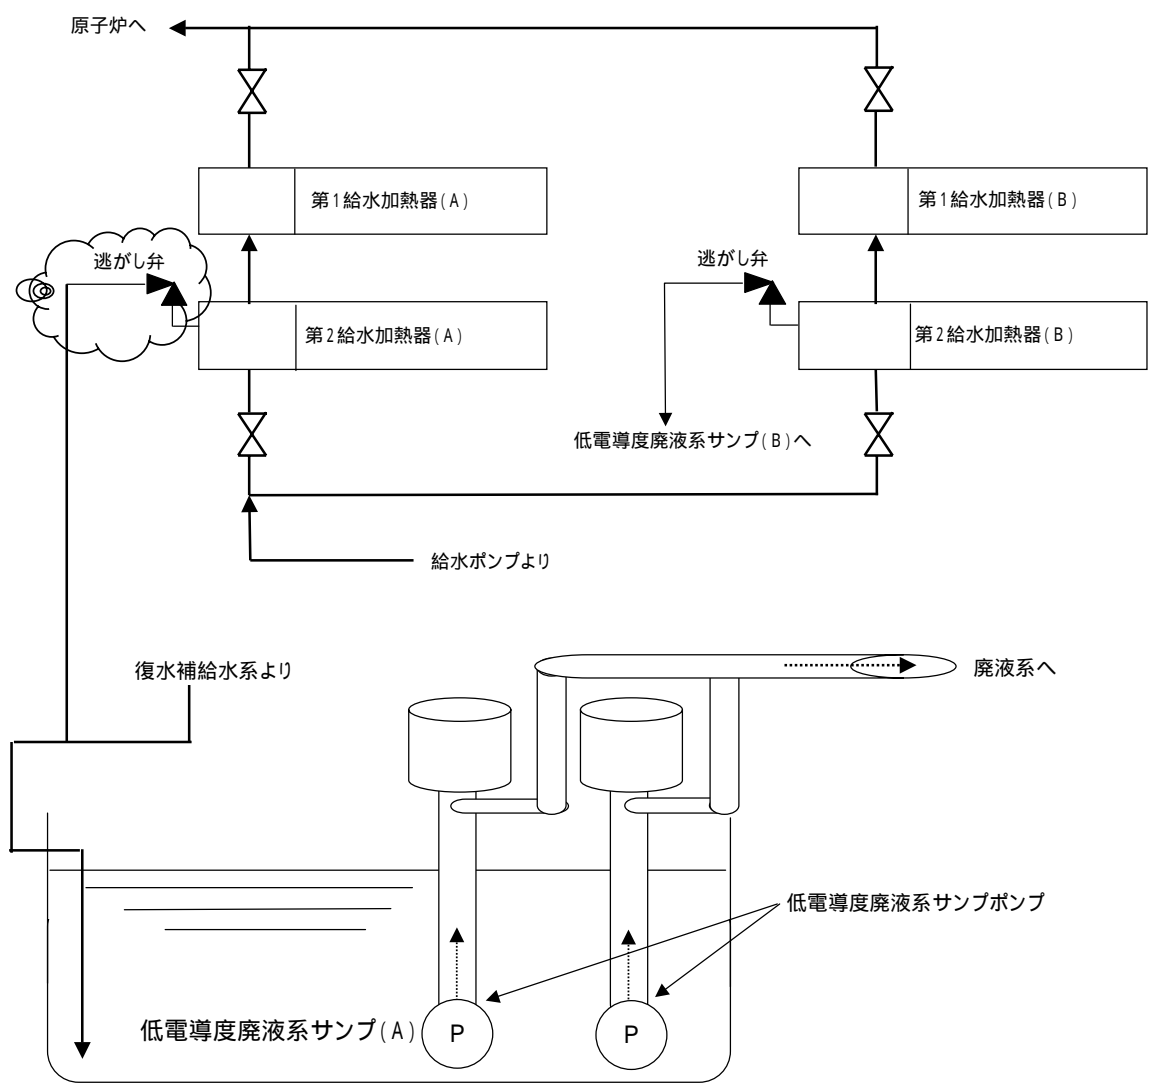 原子炉へ
第1給水加熱器(A)
第1給水加熱器(B)
逃がし弁
逃がし弁
第2給水加熱器(A)
第2給水加熱器(B)
低電導度廃液系サンプ(B)へ
給水ポンプより
復水補給水系より
廃液系へ
低電導度廃液系サンプポンプ
低電導度廃液系サンプ(A)
P
P